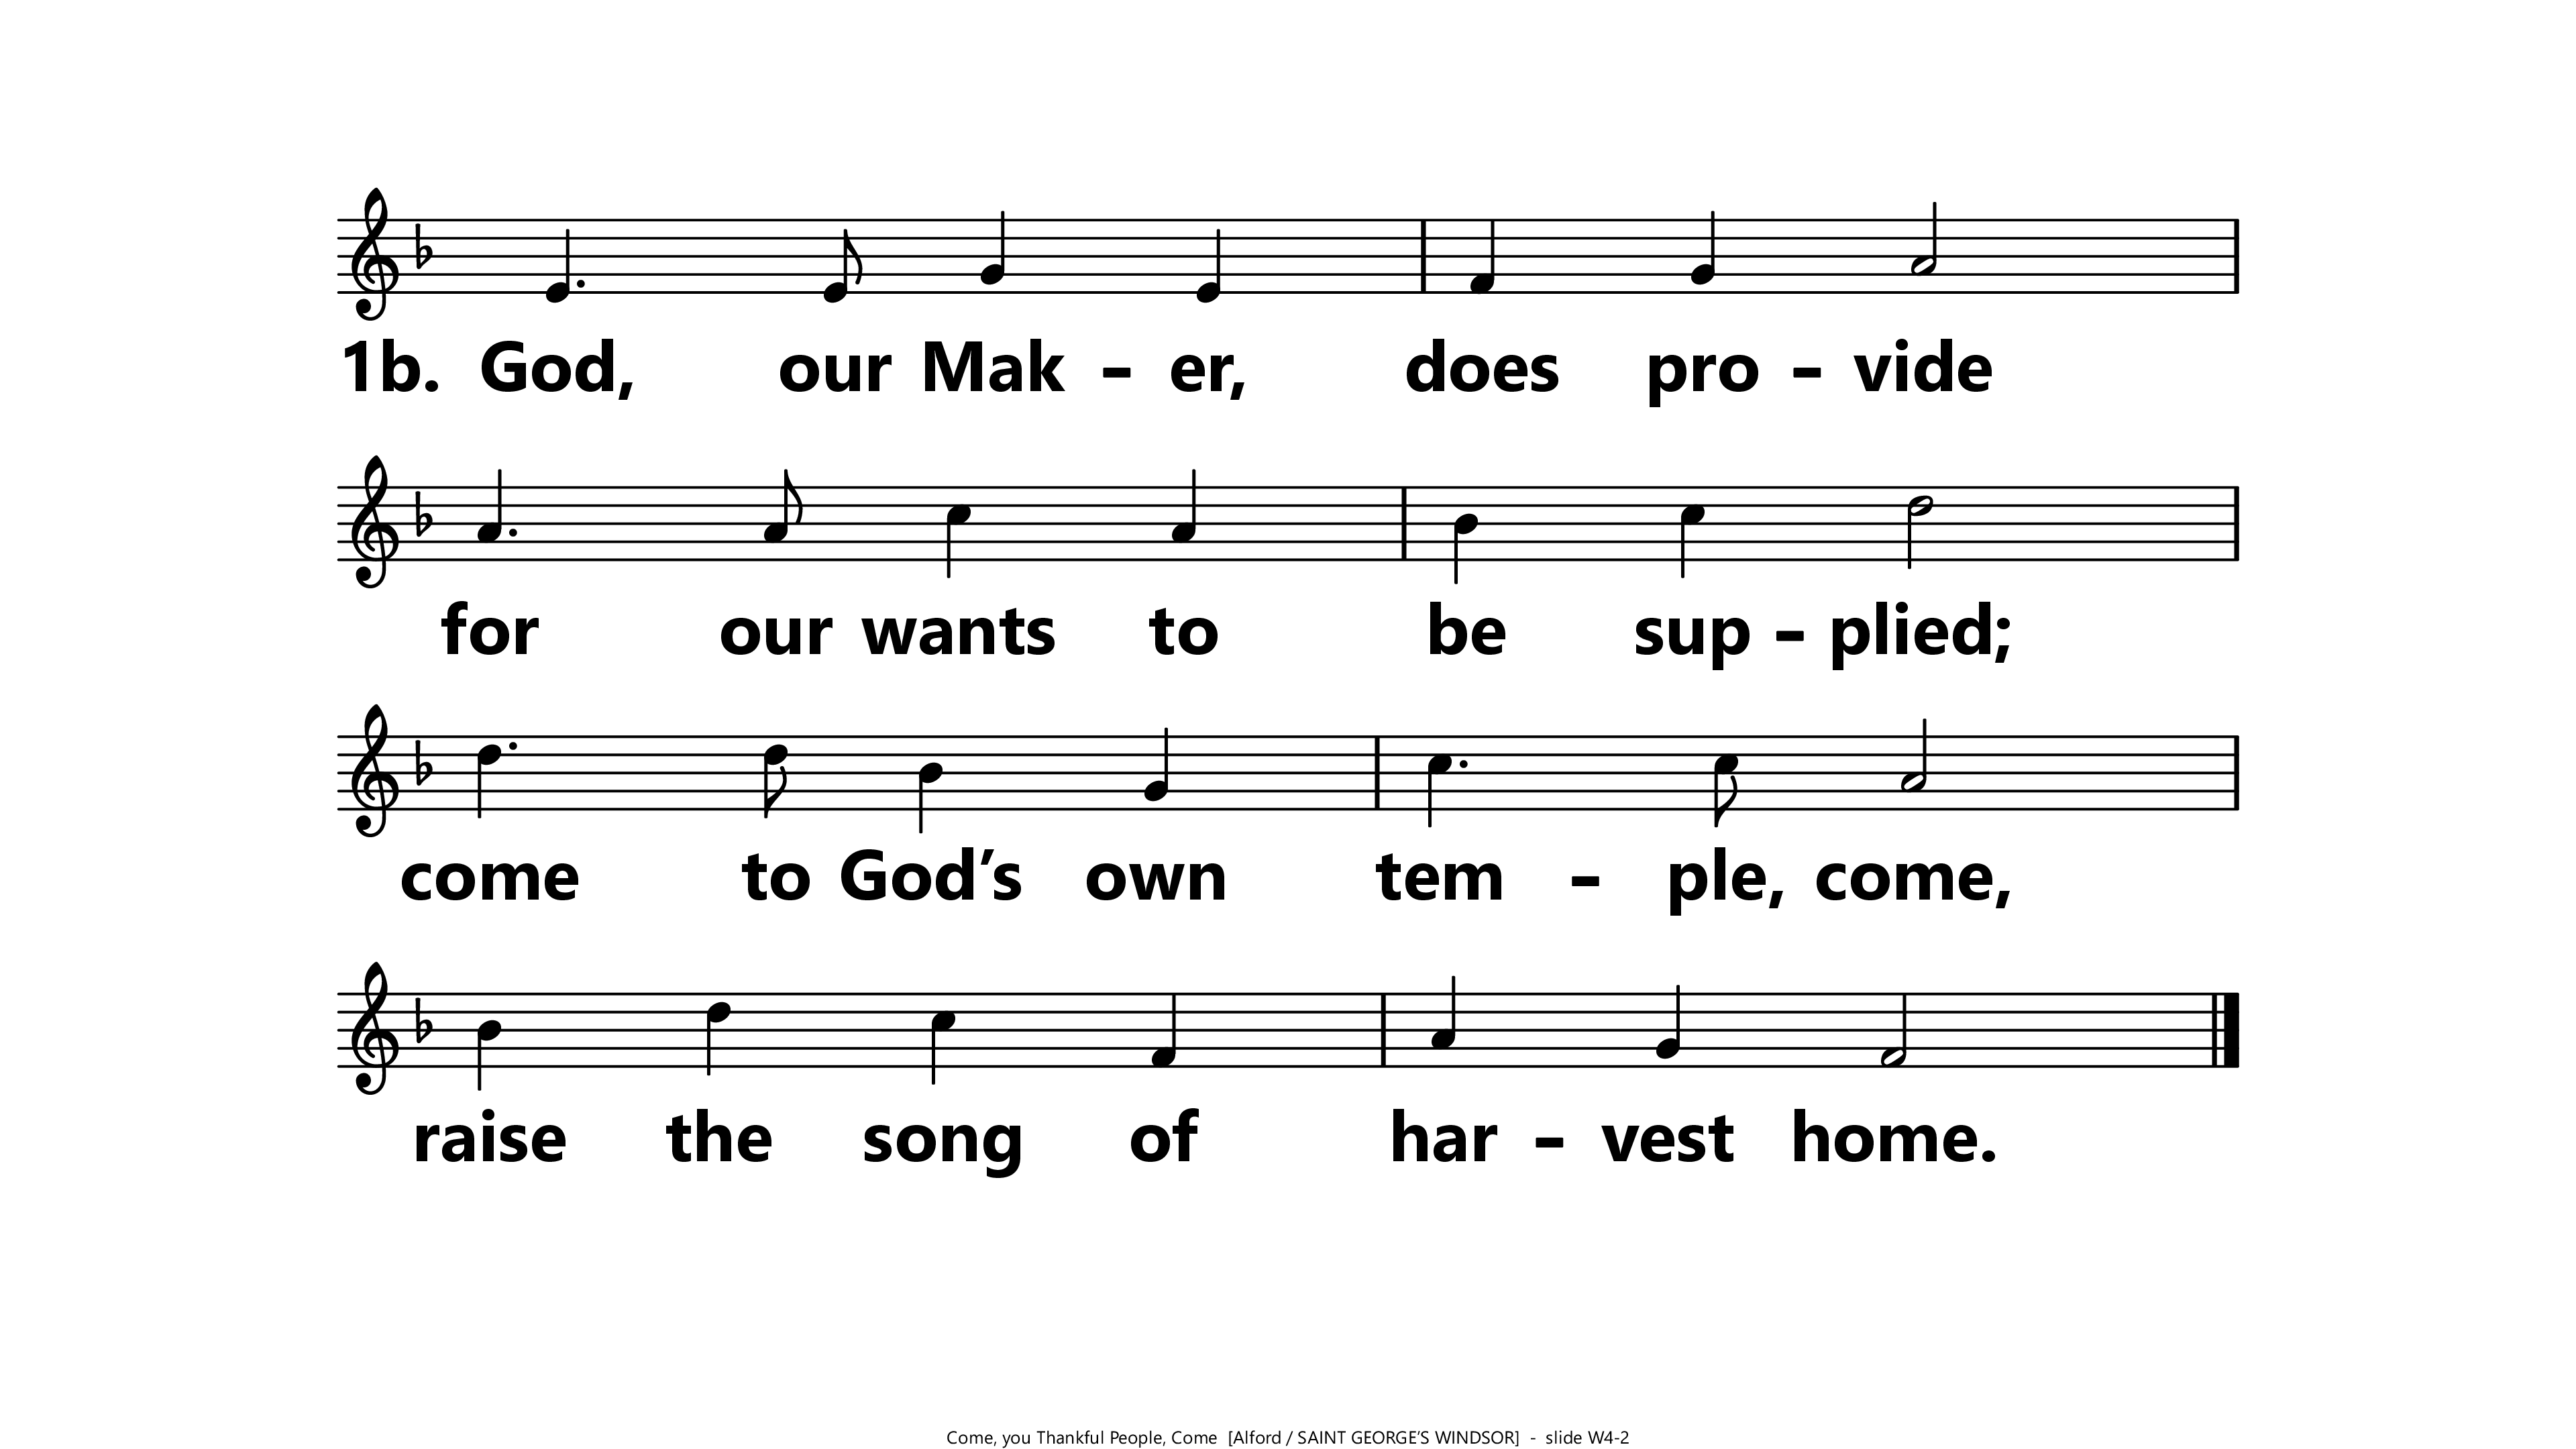 1b. God, our Mak - er, does pro - vide
for our wants to be sup - plied;
come to God’s own tem - ple, come,
raise the song of har - vest home.
Come, you Thankful People, Come [Alford / SAINT GEORGE’S WINDSOR] - slide W4-2